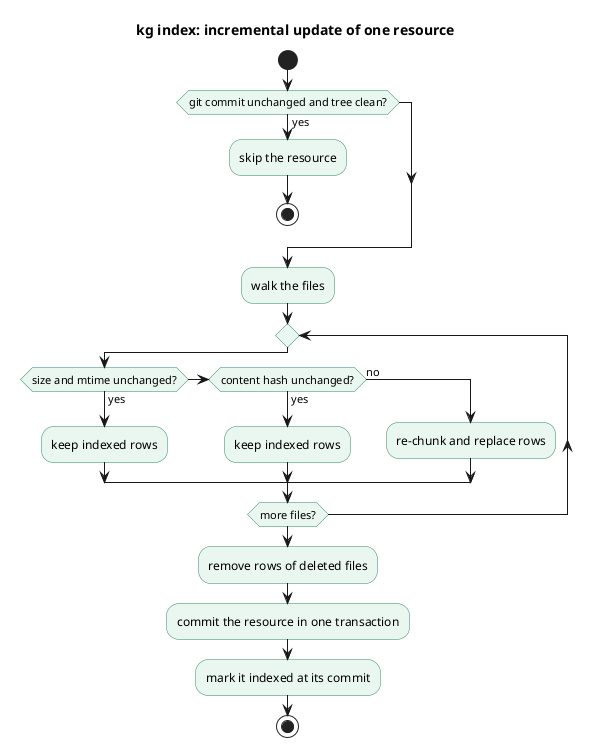 kg index: incremental update of one resource
git commit unchanged and tree clean?
yes
skip the resource
walk the files
size and mtime unchanged?
content hash unchanged?
no
yes
yes
keep indexed rows
keep indexed rows
re-chunk and replace rows
more files?
remove rows of deleted files
commit the resource in one transaction
mark it indexed at its commit